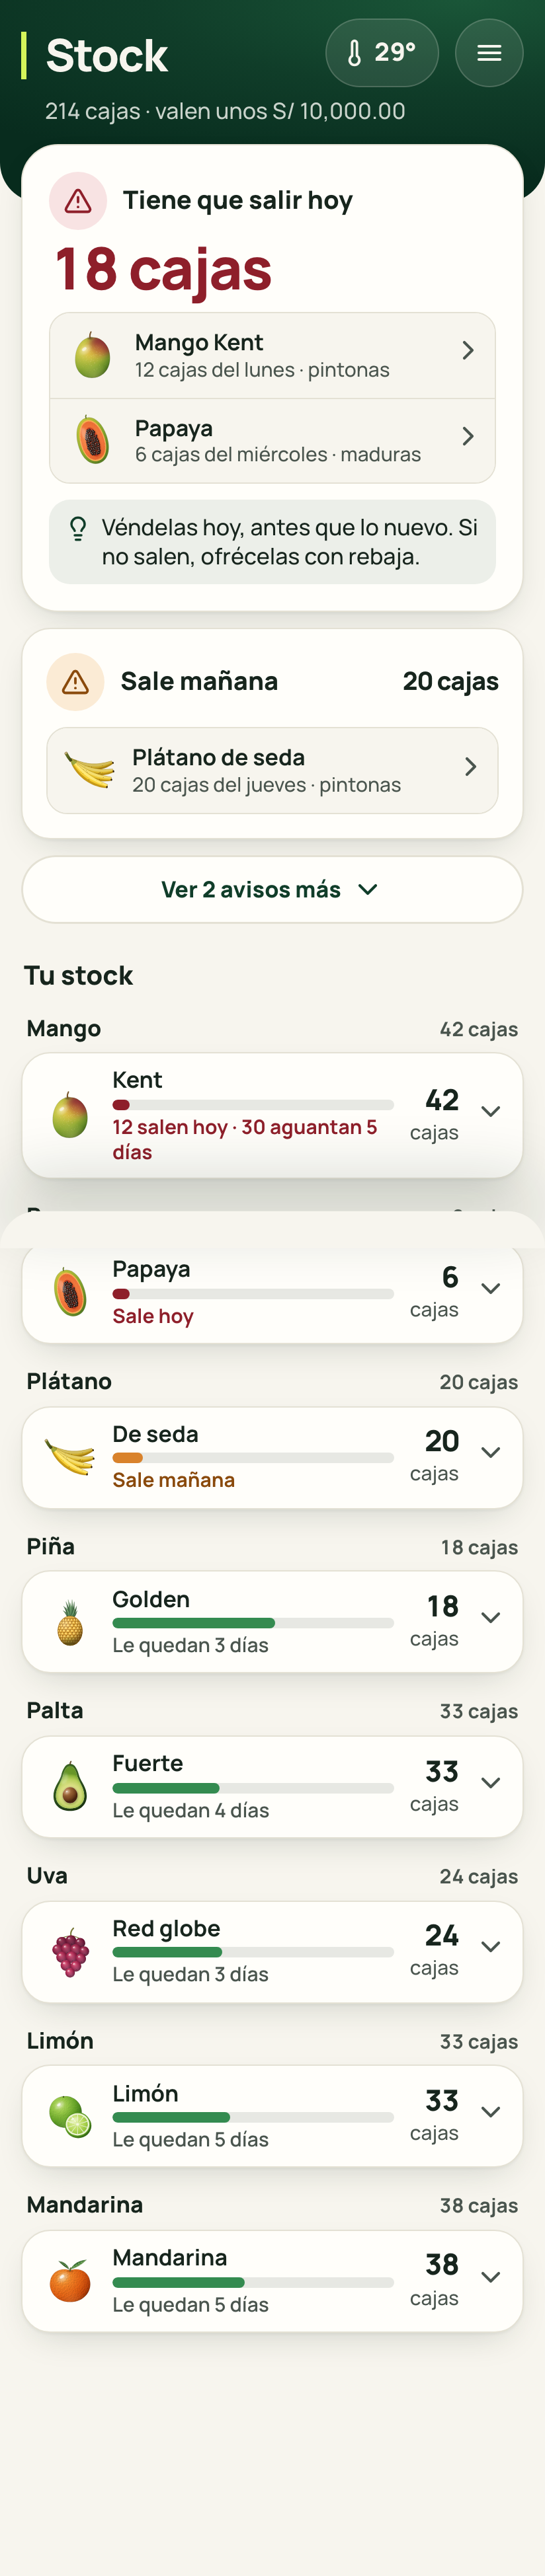 Stock
29°
214 cajas · valen unos S/ 10,000.00
Tiene que salir hoy
18 cajas
Mango Kent
12 cajas del lunes · pintonas
Papaya
6 cajas del miércoles · maduras
Véndelas hoy, antes que lo nuevo. Si
no salen, ofrécelas con rebaja.
Sale mañana
20 cajas
Plátano de seda
20 cajas del jueves · pintonas
Ver 2 avisos más
Tu stock
Mango
42 cajas
Kent
42
cajas
12 salen hoy · 30 aguantan 5
días
Papaya
6
cajas
Sale hoy
Plátano
20 cajas
De seda
20
cajas
Sale mañana
Piña
18 cajas
Golden
18
cajas
Le quedan 3 días
Palta
33 cajas
Fuerte
33
cajas
Le quedan 4 días
Uva
24 cajas
Red globe
24
cajas
Le quedan 3 días
Limón
33 cajas
Limón
33
cajas
Le quedan 5 días
Mandarina
38 cajas
Mandarina
38
cajas
Le quedan 5 días